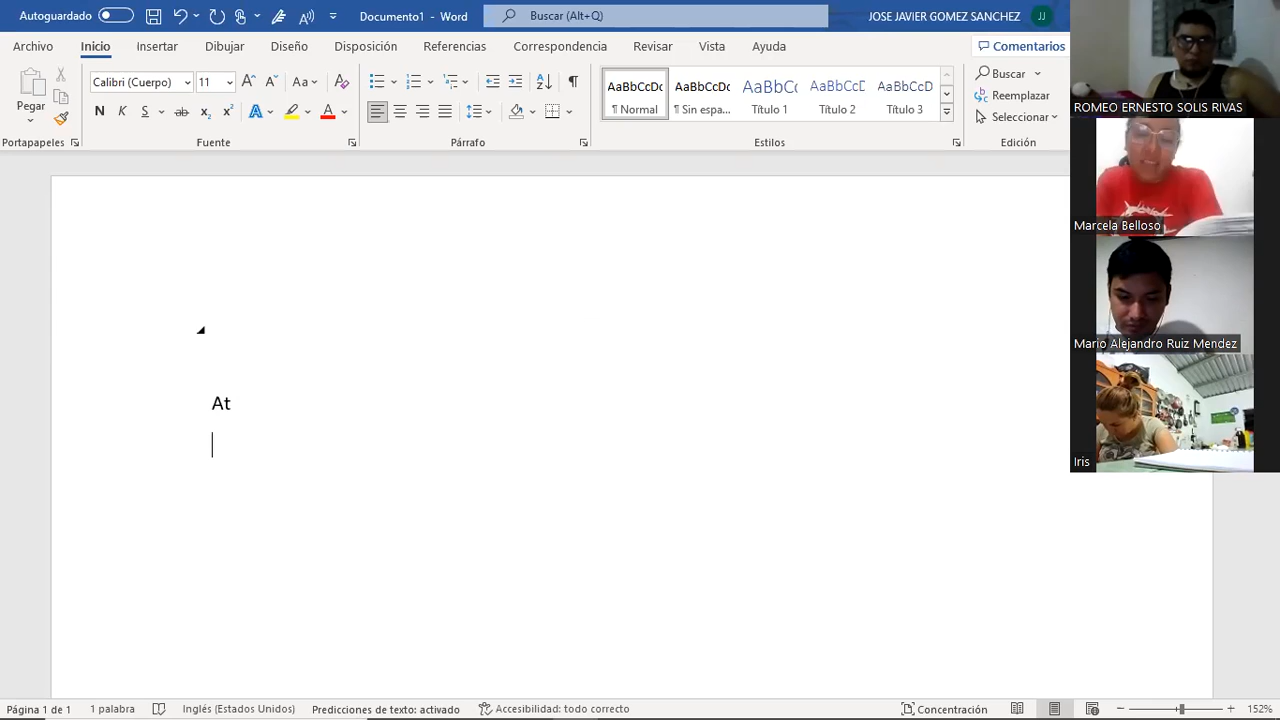 Autoguardado
Documento1 - Word
Buscar (Alt+Q)
JOSE JAVIER GOMEZ SANCHEZ
JJ
Archivo
Inicio
Insertar
Dibujar
Diseño
Disposición
Referencias
Correspondencia
Revisar
Vista
Ayuda
Comentarios
Pegar
Calibri (Cuerpo)
11
Aa
N K S ab x₂ x²
Portapapeles
Fuente
Párrafo
AaBbCcDc
¶ Normal
AaBbCcDc
¶ Sin espa...
AaBbCc
Título 1
AaBbCcD
Título 2
AaBbCcD
Título 3
Estilos
Buscar
Reemplazar
Seleccionar
Edición
ROMEO ERNESTO SOLIS RIVAS
Marcela Belloso
Mario Alejandro Ruiz Mendez
Iris
At
Página 1 de 1
1 palabra
Inglés (Estados Unidos)
Predicciones de texto: activado
Accesibilidad: todo correcto
Concentración
152%